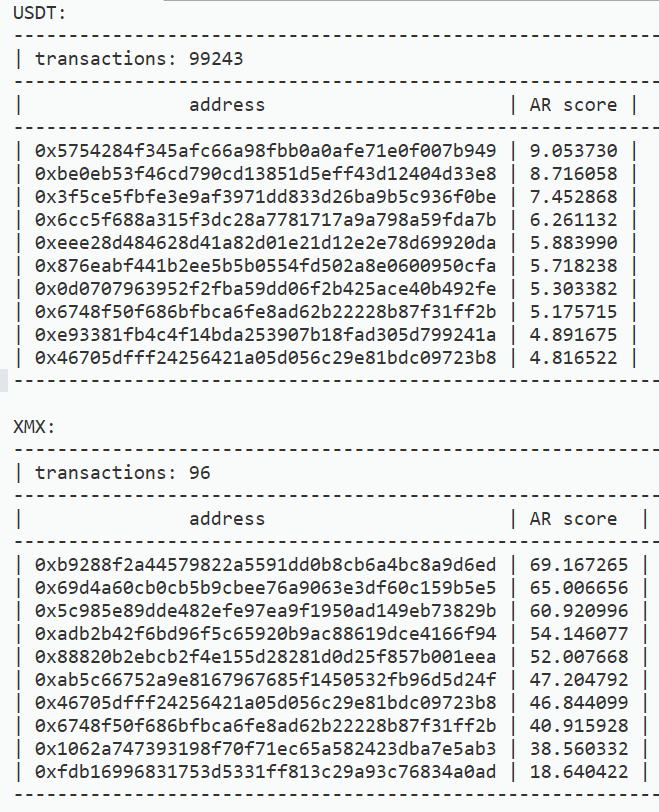 USDT:
| transactions: 99243
| address | AR score |
| 0x5754284f345afc66a98fbb0a0afe71e0f007b949 | 9.053730 |
| 0xbe0eb53f46cd790cd13851d5eff43d12404d33e8 | 8.716058 |
| 0x3f5ce5fbfe3e9af3971dd833d26ba9b5c936f0be | 7.452868 |
| 0x6cc5f688a315f3dc28a7781717a9a798a59fda7b | 6.261132 |
| 0xeee28d484628d41a82d01e21d12e2e78d69920da | 5.883990 |
| 0x876eabf441b2ee5b5b0554fd502a8e0600950cfa | 5.718238 |
| 0x0d0707963952f2fba59dd06f2b425ace40b492fe | 5.303382 |
| 0x6748f50f686bfbca6fe8ad62b22228b87f31ff2b | 5.175715 |
| 0xe93381fb4c4f14bda253907b18fad305d799241a | 4.891675 |
| 0x46705dfff24256421a05d056c29e81bdc09723b8 | 4.816522 |
XMX:
| transactions: 96
| address | AR score |
| 0xb9288f2a44579822a5591dd0b8cb6a4bc8a9d6ed | 69.167265 |
| 0x69d4a60cb0cb5b9cbee76a9063e3df60c159b5e5 | 65.006656 |
| 0x5c985e89dde482efe97ea9f1950ad149eb73829b | 60.920996 |
| 0xadb2b42f6bd96f5c65920b9ac88619dce4166f94 | 54.146077 |
| 0x88820b2ebcb2f4e155d28281d0d25f857b001eea | 52.007668 |
| 0xab5c66752a9e8167967685f1450532fb96d5d24f | 47.204792 |
| 0x46705dfff24256421a05d056c29e81bdc09723b8 | 46.844099 |
| 0x6748f50f686bfbca6fe8ad62b22228b87f31ff2b | 40.915928 |
| 0x1062a747393198f70f71ec65a582423dba7e5ab3 | 38.560332 |
| 0xfdb16996831753d5331ff813c29a93c76834a0ad | 18.640422 |